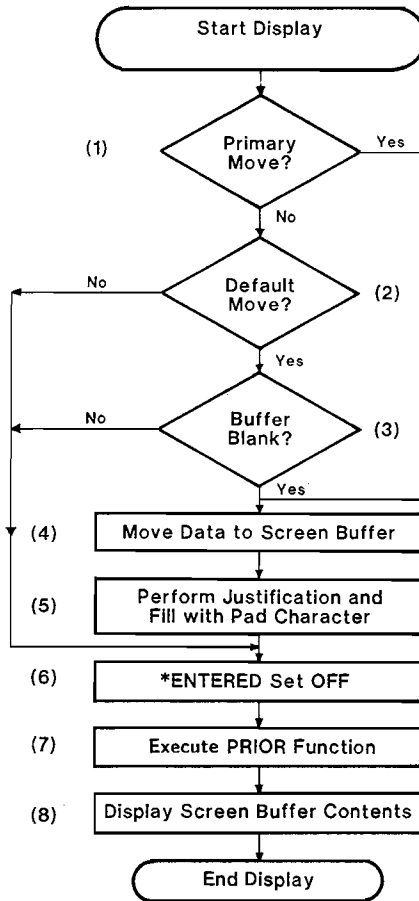 Start Display
(1)
Primary
Move?
Yes
No
Default
Move?
(2)
No
Yes
Buffer
Blank?
(3)
No
Yes
(4)
Move Data to Screen Buffer
(5)
Perform Justification and
Fill with Pad Character
(6)
*ENTERED Set OFF
(7)
Execute PRIOR Function
(8)
Display Screen Buffer Contents
End Display